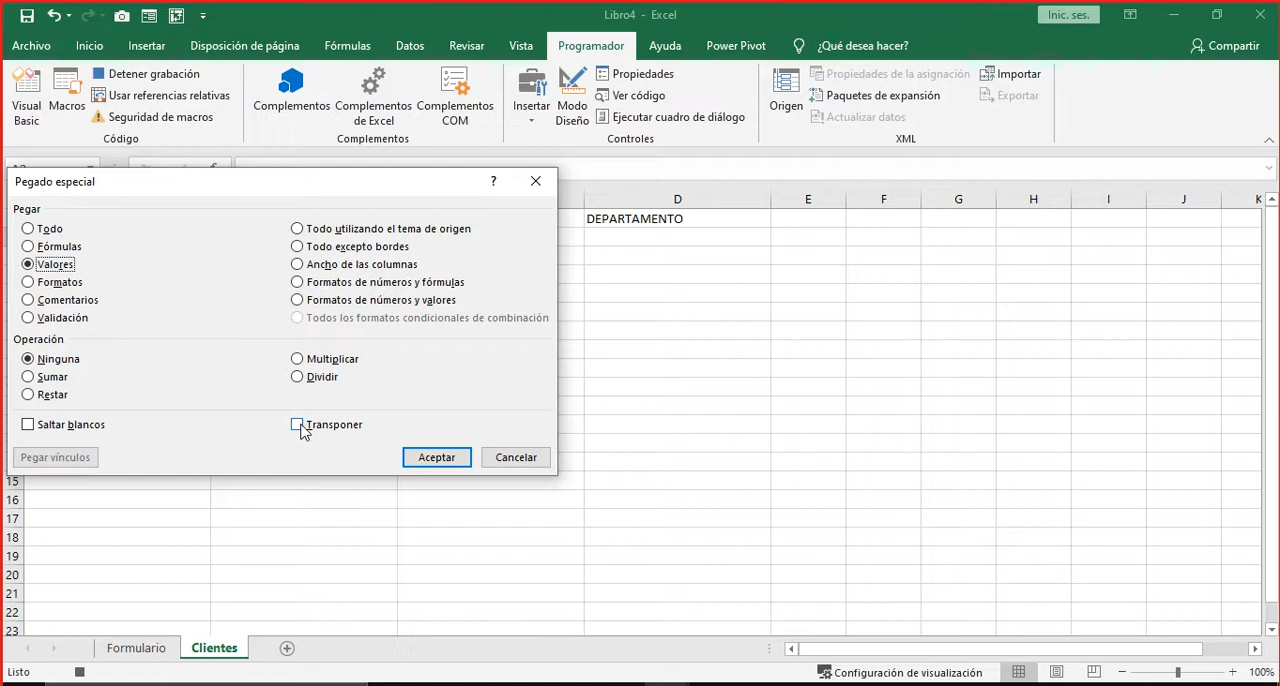 Libro4 - Excel
Inic. ses.
Archivo Inicio Insertar Disposición de página Fórmulas Datos Revisar Vista Programador Ayuda Power Pivot ¿Qué desea hacer? Compartir
Visual Basic
Macros
Detener grabación
Usar referencias relativas
Seguridad de macros
Código
Complementos
Complementos de Excel
Complementos COM
Complementos
Insertar
Modo Diseño
Propiedades
Ver código
Ejecutar cuadro de diálogo
Controles
Origen
Propiedades de la asignación
Paquetes de expansión
Actualizar datos
Importar
Exportar
XML
Pegado especial ?
Pegar
Todo
Fórmulas
Valores
Formatos
Comentarios
Validación
Todo utilizando el tema de origen
Todo excepto bordes
Ancho de las columnas
Formatos de números y fórmulas
Formatos de números y valores
Todos los formatos condicionales de combinación
Operación
Ninguna
Sumar
Restar
Multiplicar
Dividir
Saltar blancos
Transponer
Pegar vínculos
Aceptar
Cancelar
D E F G H I J K
DEPARTAMENTO
15
16
17
18
19
20
21
22
23
Formulario Clientes
Listo
Configuración de visualización
100%